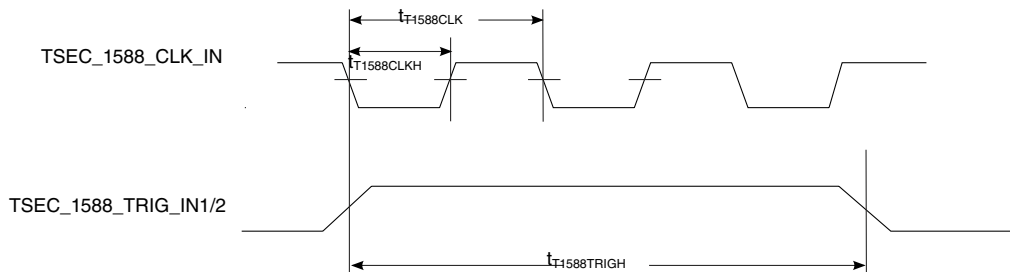 tT1588CLK
TSEC_1588_CLK_IN
tT1588CLKH
TSEC_1588_TRIG_IN1/2
tT1588TRIGH